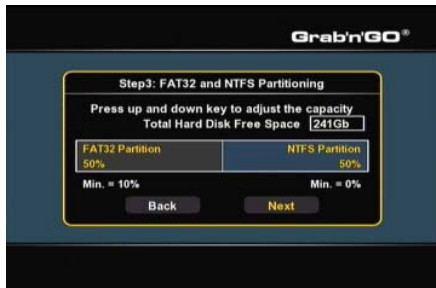 Grab'n'GO®
Step3: FAT32 and NTFS Partitioning
Press up and down key to adjust the capacity
Total Hard Disk Free Space 241Gb
FAT32 Partition NTFS Partition
50% 50%
Min. = 10% Min. = 0%
Back Next